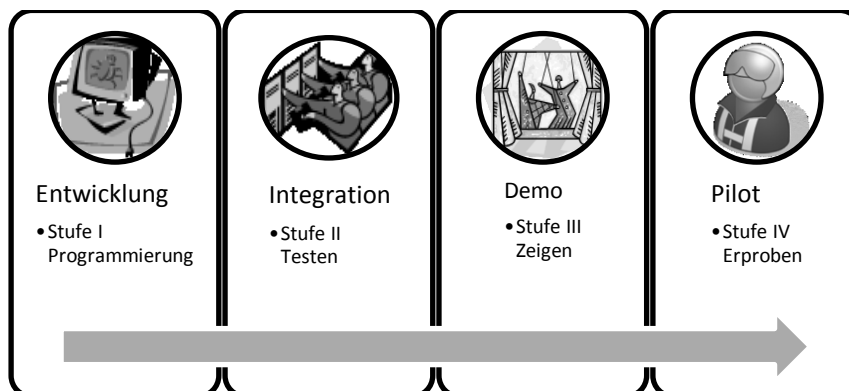 Entwicklung
•Stufe I
Programmierung
Integration
•Stufe II
Testen
Demo
•Stufe III
Zeigen
Pilot
•Stufe IV
Erproben